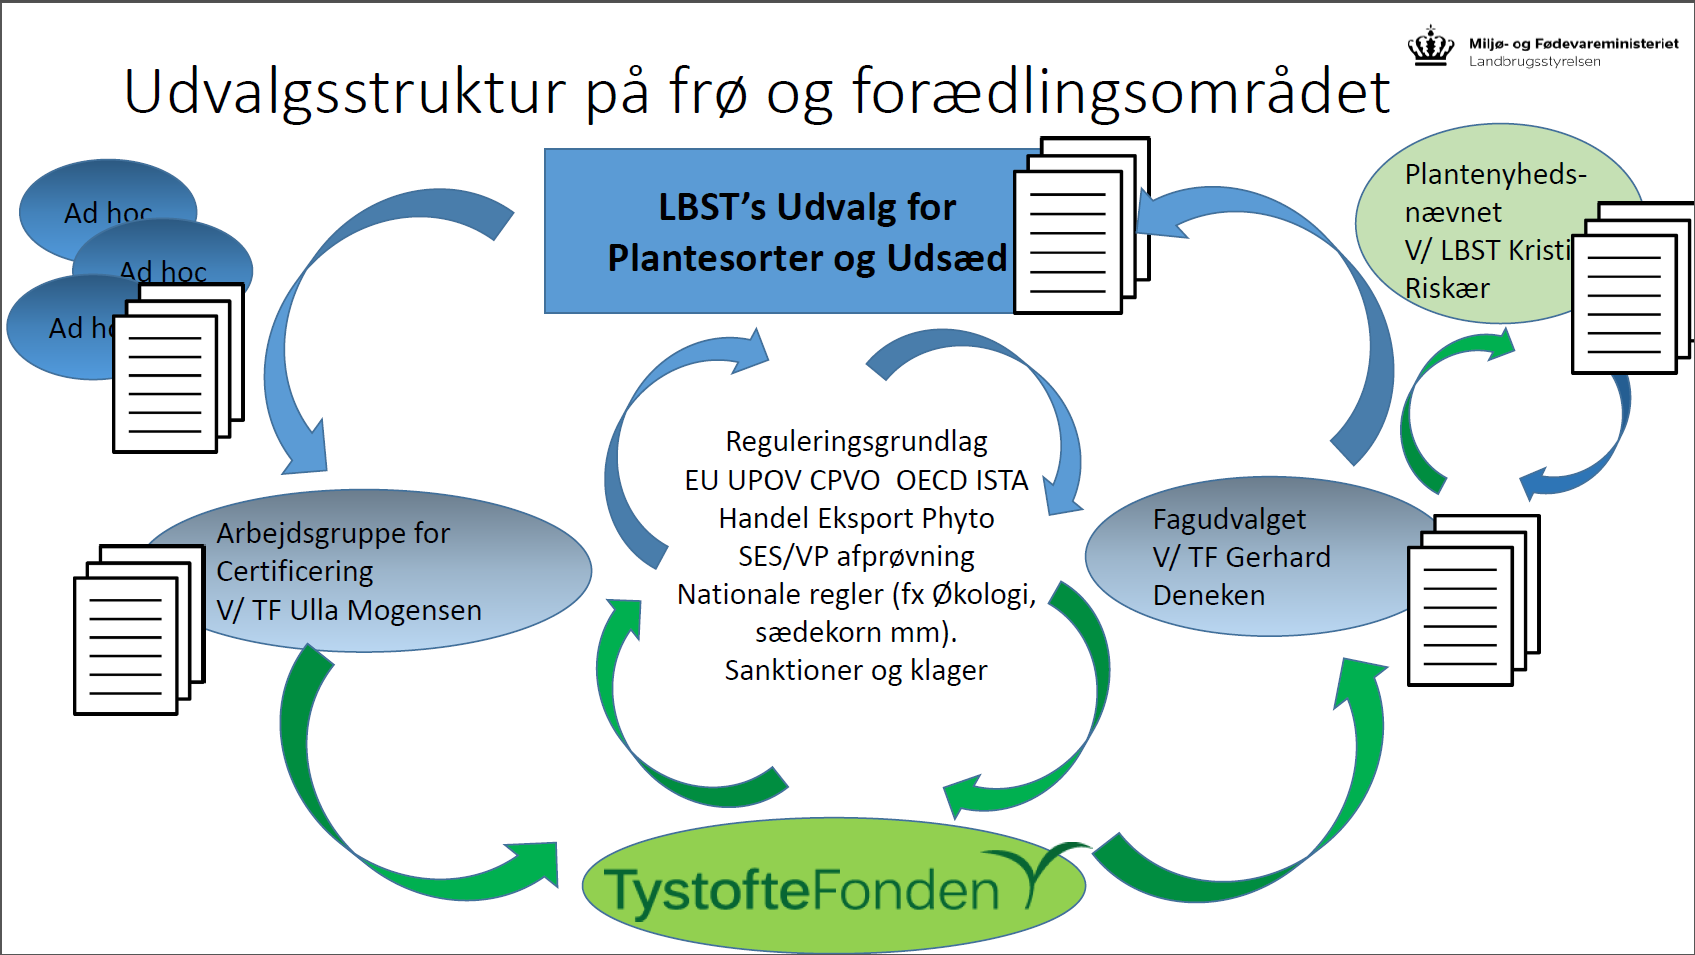 Miljø- og Fødevareministeriet
Landbrugsstyrelsen
Udvalgsstruktur på frø og forædlingsområdet
Ad hoc
Ad hoc
Ad
LBST's Udvalg for
Plantesorter og Udsæd
Plantenyheds-
nævnet
V/ LBST
Riskær
Reguleringsgrundlag
EU UPOV CPVO OECD ISTA
Handel Eksport Phyto
SES/VP afprøvning
Nationale regler (fx Økologi,
sædekorn mm).
Sanktioner og klager
Arbejdsgruppe for
Certificering
V/ TF Ulla Mogensen
Fagudvalget
V/ TF Gerhard
Deneken
TystofteFonden